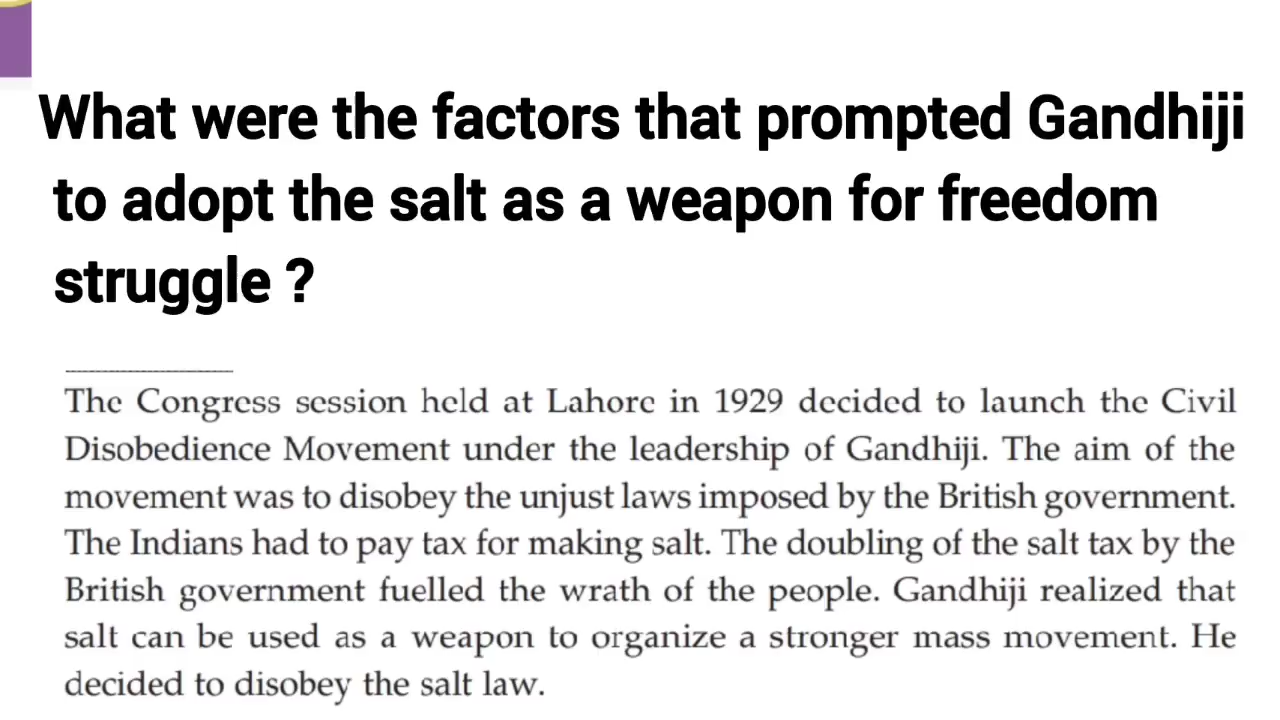 What were the factors that prompted Gandhiji
to adopt the salt as a weapon for freedom
struggle ?
The Congress session held at Lahore in 1929 decided to launch the Civil
Disobedience Movement under the leadership of Gandhiji. The aim of the
movement was to disobey the unjust laws imposed by the British government.
The Indians had to pay tax for making salt. The doubling of the salt tax by the
British government fuelled the wrath of the people. Gandhiji realized that
salt can be used as a weapon to organize a stronger mass movement. He
decided to disobey the salt law.